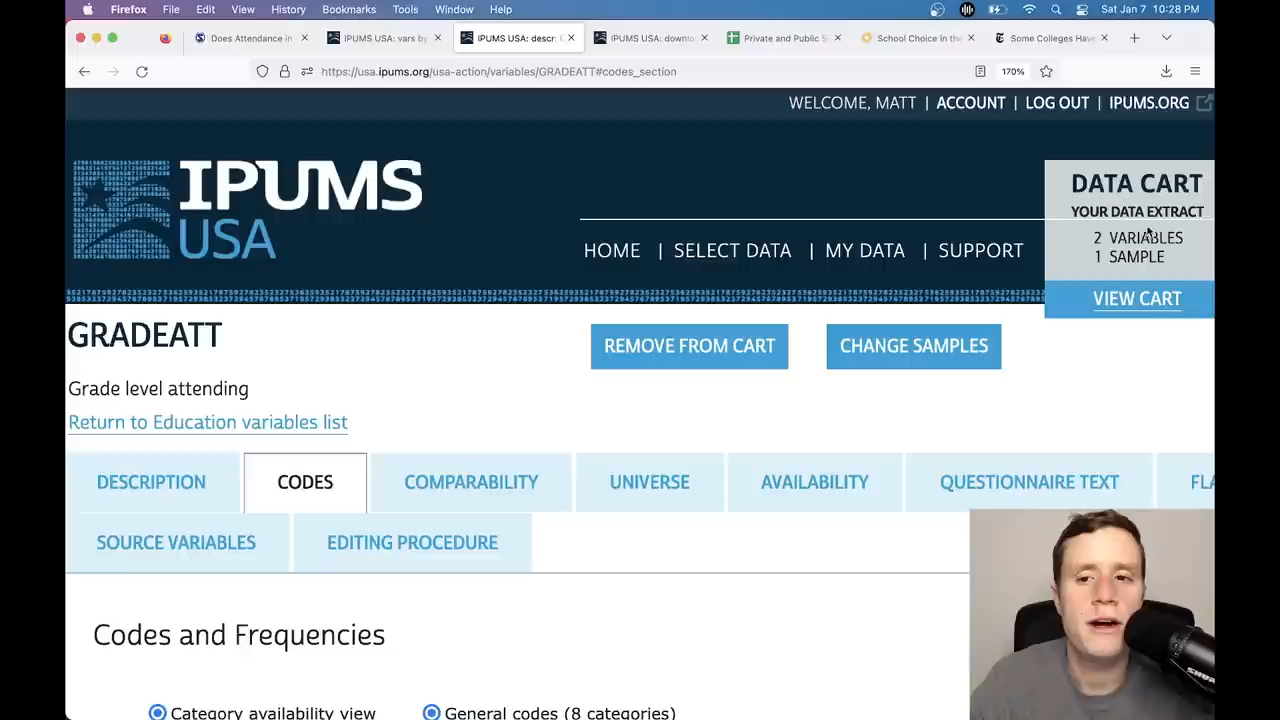 Firefox File Edit View History Bookmarks Tools Window Help Sat Jan 7 10:28 PM
Does Attendance in IPUMS USA: vars by IPUMS USA: descr: IPUMS USA: downlo Private and Public S School Choice in the Some Colleges Have
https://usa.ipums.org/usa-action/variables/GRADEATT#codes_section 170%
WELCOME, MATT | ACCOUNT | LOG OUT | IPUMS.ORG
IPUMS
USA
DATA CART
YOUR DATA EXTRACT
2 VARIABLES
1 SAMPLE
VIEW CART
HOME | SELECT DATA | MY DATA | SUPPORT
GRADEATT
REMOVE FROM CART CHANGE SAMPLES
Grade level attending
Return to Education variables list
DESCRIPTION CODES COMPARABILITY UNIVERSE AVAILABILITY QUESTIONNAIRE TEXT FLA
SOURCE VARIABLES EDITING PROCEDURE
Codes and Frequencies
Category availability view General codes (8 categories)